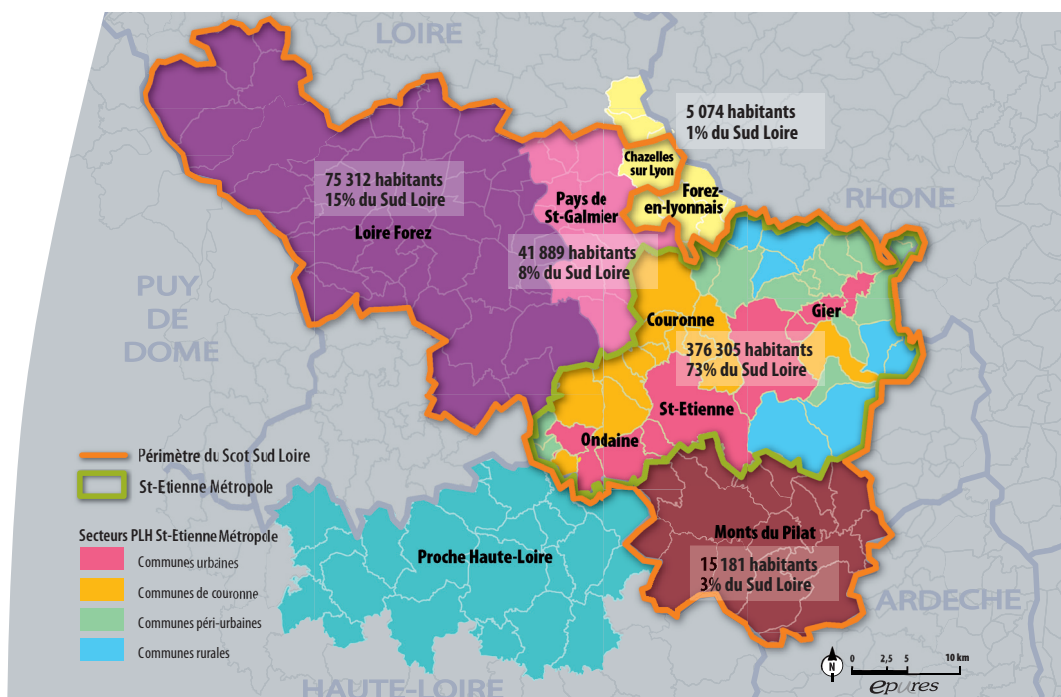 LOIRE
5 074 habitants
1% du Sud Loire
Chazelles
sur Lyon
Forez-
en-lyonnais
RHONE
75 312 habitants
15% du Sud Loire
Loire Forez
Pays de
St-Galmier
41 889 habitants
8% du Sud Loire
PUY
DE
DOME
Couronne
Gier
376 305 habitants
73% du Sud Loire
St-Etienne
Ondaine
Périmètre du Scot Sud Loire
St-Etienne Métropole
Secteurs PLH St-Etienne Métropole
Communes urbaines
Communes de couronne
Communes péri-urbaines
Communes rurales
Proche Haute-Loire
Monts du Pilat
15 181 habitants
3% du Sud Loire
ARDECHE
HAUTE-LOIRE
N
0 2,5 5 10 km
epures